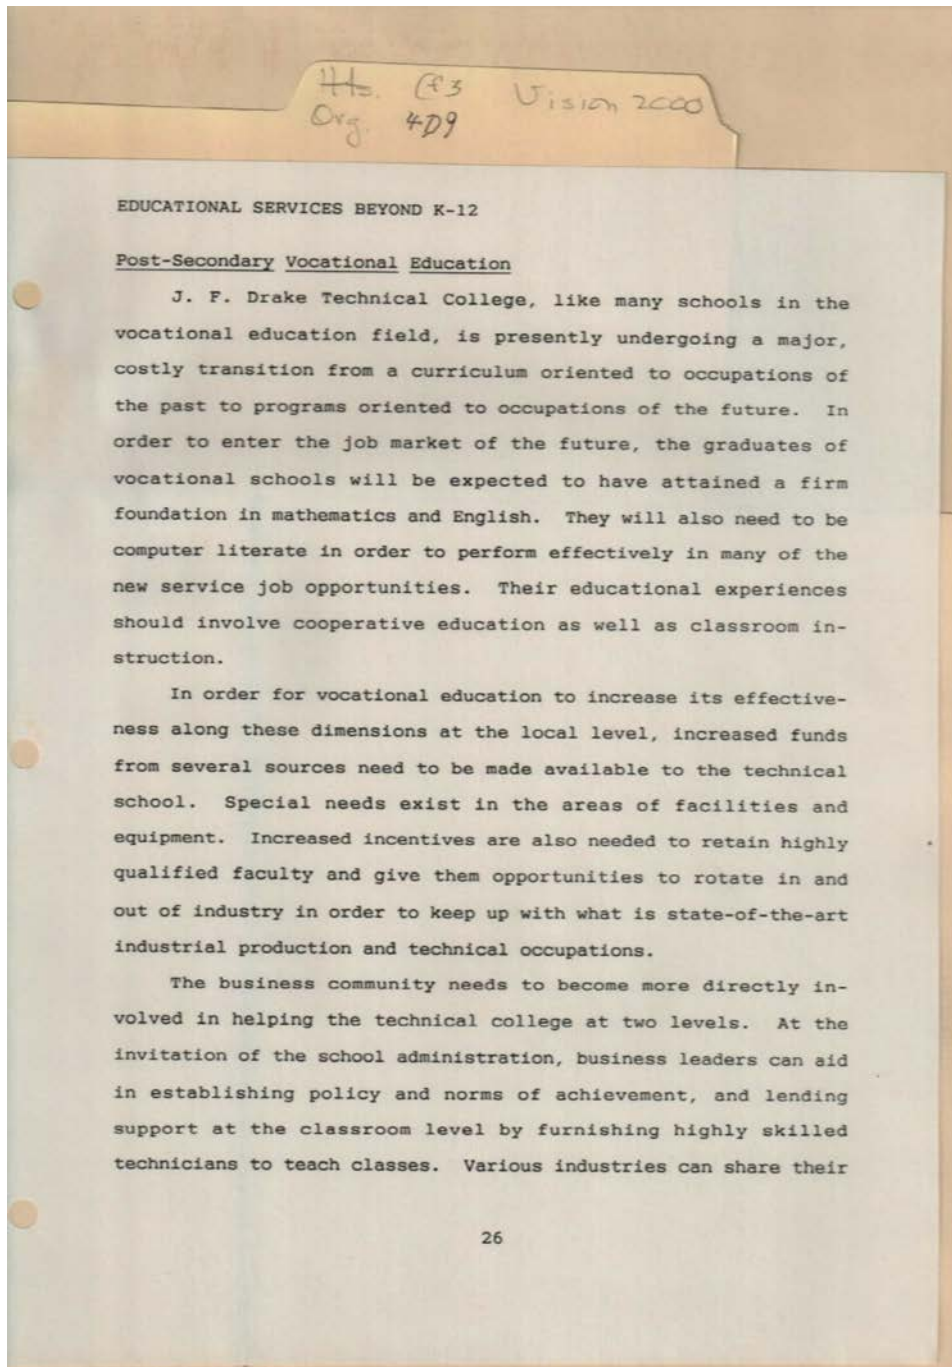 Hts. Cf3 Vision 2000
Org. 4D9
EDUCATIONAL SERVICES BEYOND K-12
Post-Secondary Vocational Education
J. F. Drake Technical College, like many schools in the
vocational education field, is presently undergoing a major,
costly transition from a curriculum oriented to occupations of
the past to programs oriented to occupations of the future. In
order to enter the job market of the future, the graduates of
vocational schools will be expected to have attained a firm
foundation in mathematics and English. They will also need to be
computer literate in order to perform effectively in many of the
new service job opportunities. Their educational experiences
should involve cooperative education as well as classroom in-
struction.
In order for vocational education to increase its effective-
ness along these dimensions at the local level, increased funds
from several sources need to be made available to the technical
school. Special needs exist in the areas of facilities and
equipment. Increased incentives are also needed to retain highly
qualified faculty and give them opportunities to rotate in and
out of industry in order to keep up with what is state-of-the-art
industrial production and technical occupations.
The business community needs to become more directly in-
volved in helping the technical college at two levels. At the
invitation of the school administration, business leaders can aid
in establishing policy and norms of achievement, and lending
support at the classroom level by furnishing highly skilled
technicians to teach classes. Various industries can share their
26